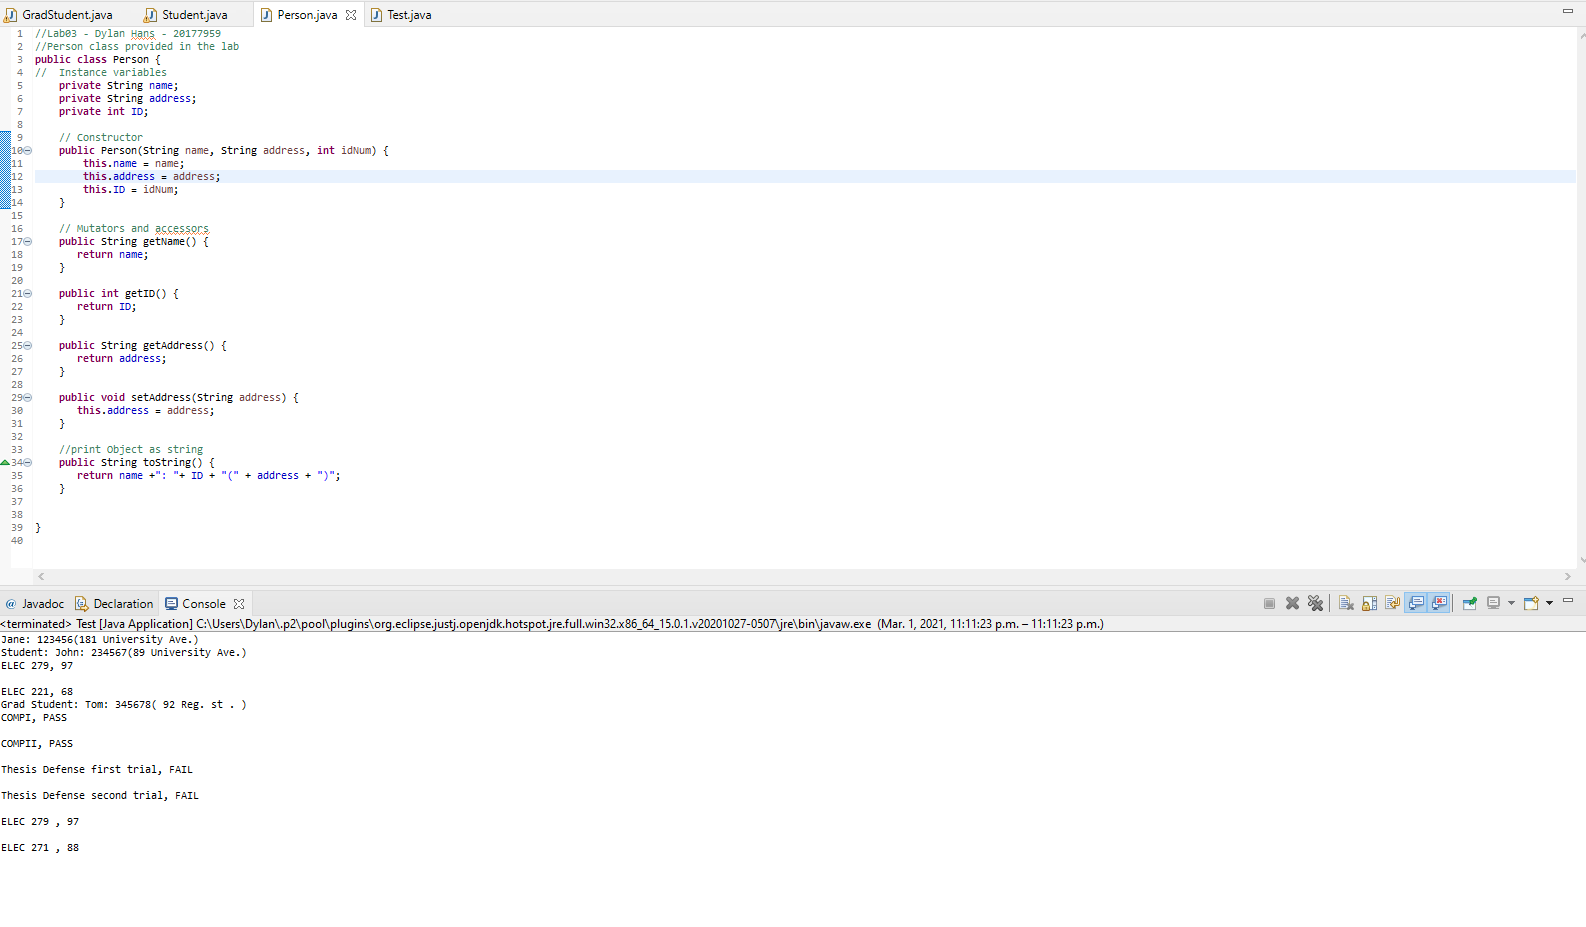 GradStudent.java Student.java Person.java Test.java
1 //Lab03 - Dylan Hans - 20177959
2 //Person class provided in the lab
3 public class Person {
4 //  Instance variables
5     private String name;
6     private String address;
7     private int ID;
8
9     // Constructor
10     public Person(String name, String address, int idNum) {
11         this.name = name;
12         this.address = address;
13         this.ID = idNum;
14     }
15
16     // Mutators and accessors
17     public String getName() {
18        return name;
19     }
20
21     public int getID() {
22        return ID;
23     }
24
25     public String getAddress() {
26        return address;
27     }
28
29     public void setAddress(String address) {
30        this.address = address;
31     }
32
33     //print Object as string
34     public String toString() {
35        return name +": "+ ID + "(" + address + ")";
36     }
37
38
39 }
40
@ Javadoc Declaration Console
<terminated> Test [Java Application] C:\Users\Dylan\.p2\pool\plugins\org.eclipse.justj.openjdk.hotspot.jre.full.win32.x86_64_15.0.1.v20201027-0507\jre\bin\javaw.exe (Mar. 1, 2021, 11:11:23 p.m. – 11:11:23 p.m.)
Jane: 123456(181 University Ave.)
Student: John: 234567(89 University Ave.)
ELEC 279, 97
ELEC 221, 68
Grad Student: Tom: 345678( 92 Reg. st . )
COMPI, PASS
COMPII, PASS
Thesis Defense first trial, FAIL
Thesis Defense second trial, FAIL
ELEC 279 , 97
ELEC 271 , 88